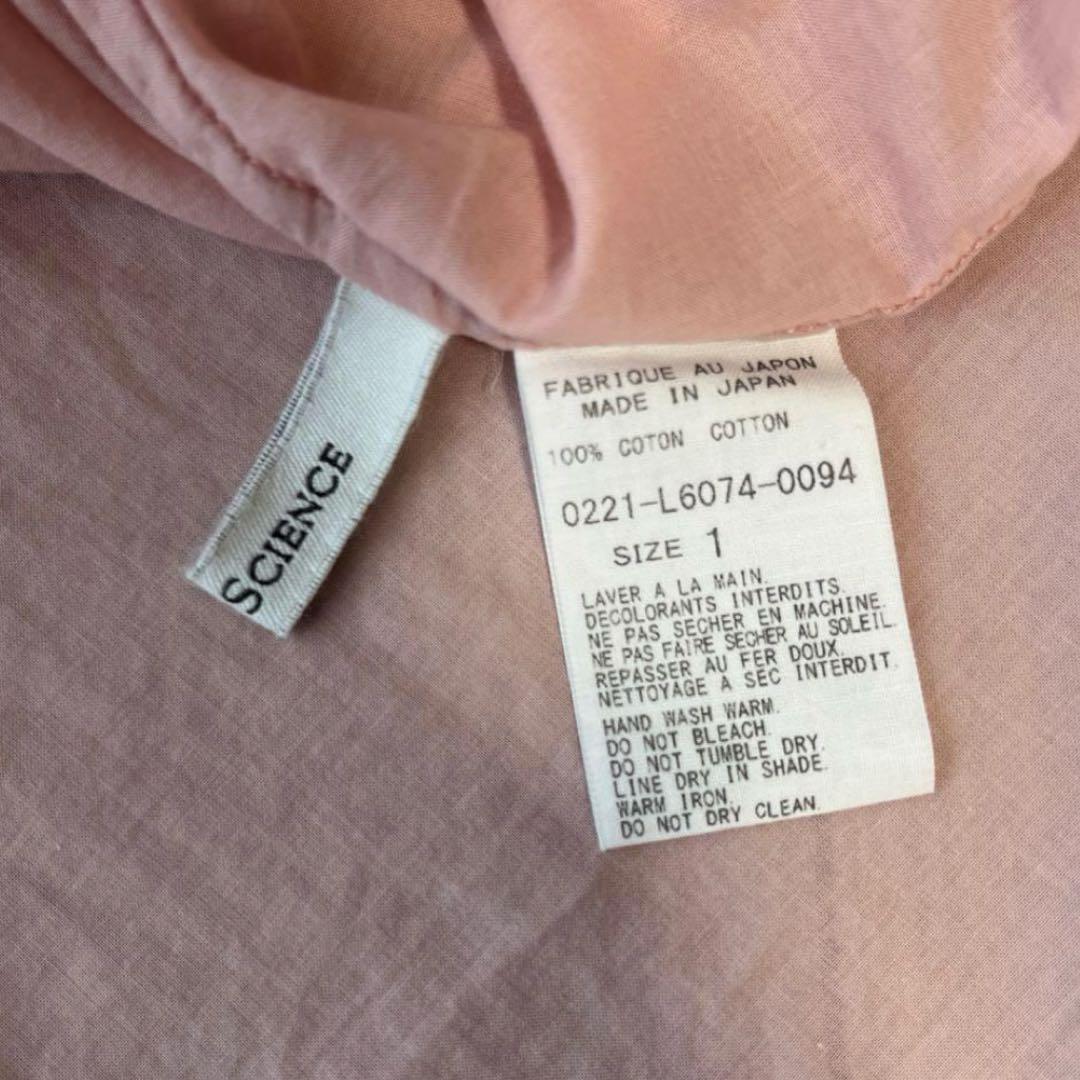 SCIENCE
FABRIQUE AU JAPON
MADE IN JAPAN
100% COTON COTTON
0221-L6074-0094
SIZE 1
LAVER A LA MAIN.
DECOLORANTS INTERDITS.
NE PAS SECHER EN MACHINE.
NE PAS FAIRE SECHER AU SOLEIL.
REPASSER AU FER DOUX.
NETTOYAGE A SEC INTERDIT.
HAND WASH WARM.
DO NOT BLEACH.
DO NOT TUMBLE DRY.
LINE DRY IN SHADE.
WARM IRON.
DO NOT DRY CLEAN.